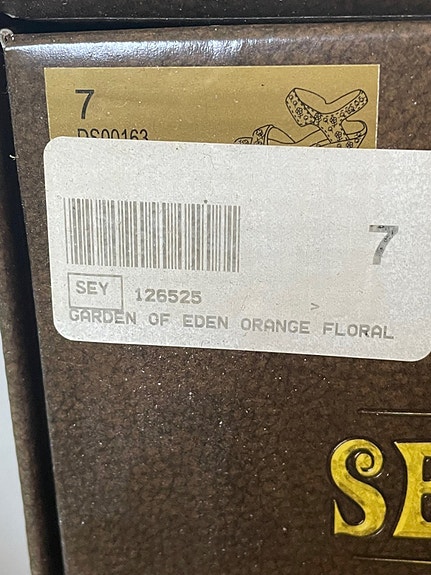 7
DS00163
7
SEY 126525
>
GARDEN OF EDEN ORANGE FLORAL
SE